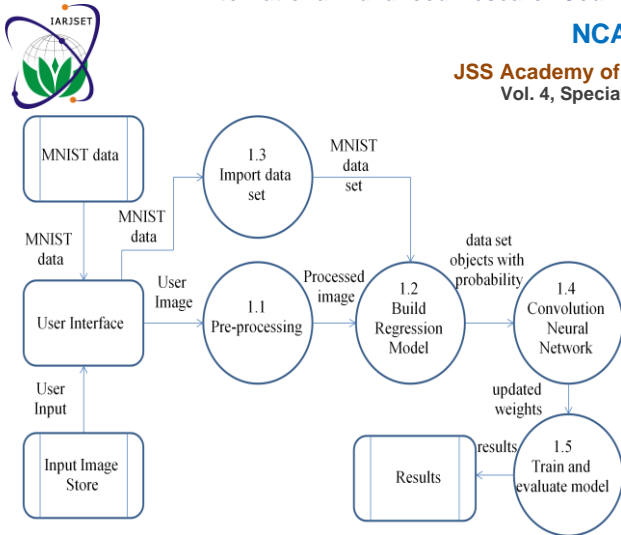 IARJSET
NCA
JSS Academy of
Vol. 4, Specia
MNIST data
1.3
Import data
set
MNIST
data
set
MNIST
data
MNIST
data
User Interface
User
Image
1.1
Pre-processing
Processed
image
1.2
Build
Regression
Model
data set
objects with
probability
1.4
Convolution
Neural
Network
User
Input
updated
weights
Input Image
Store
Results
results
1.5
Train and
evaluate model